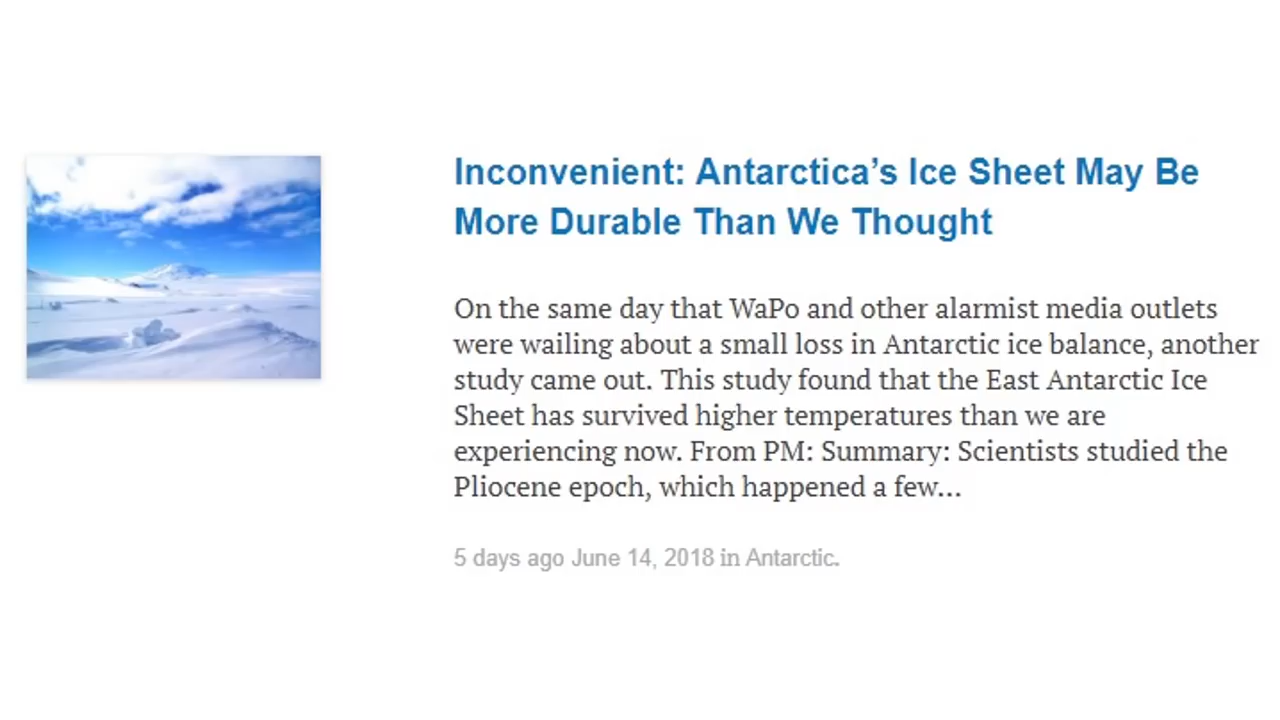 Inconvenient: Antarctica’s Ice Sheet May Be
More Durable Than We Thought
On the same day that WaPo and other alarmist media outlets
were wailing about a small loss in Antarctic ice balance, another
study came out. This study found that the East Antarctic Ice
Sheet has survived higher temperatures than we are
experiencing now. From PM: Summary: Scientists studied the
Pliocene epoch, which happened a few...
5 days ago June 14, 2018 in Antarctic.